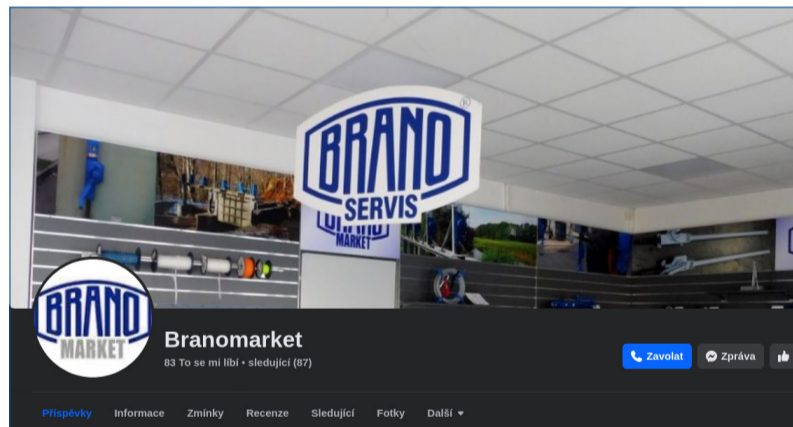 BRANO
®
SERVIS
MARKET
BRANO
MARKET
Branomarket
83 To se mi líbí • sledující (87)
Zavolat
Zpráva
Příspěvky
Informace
Zmínky
Recenze
Sledující
Fotky
Další